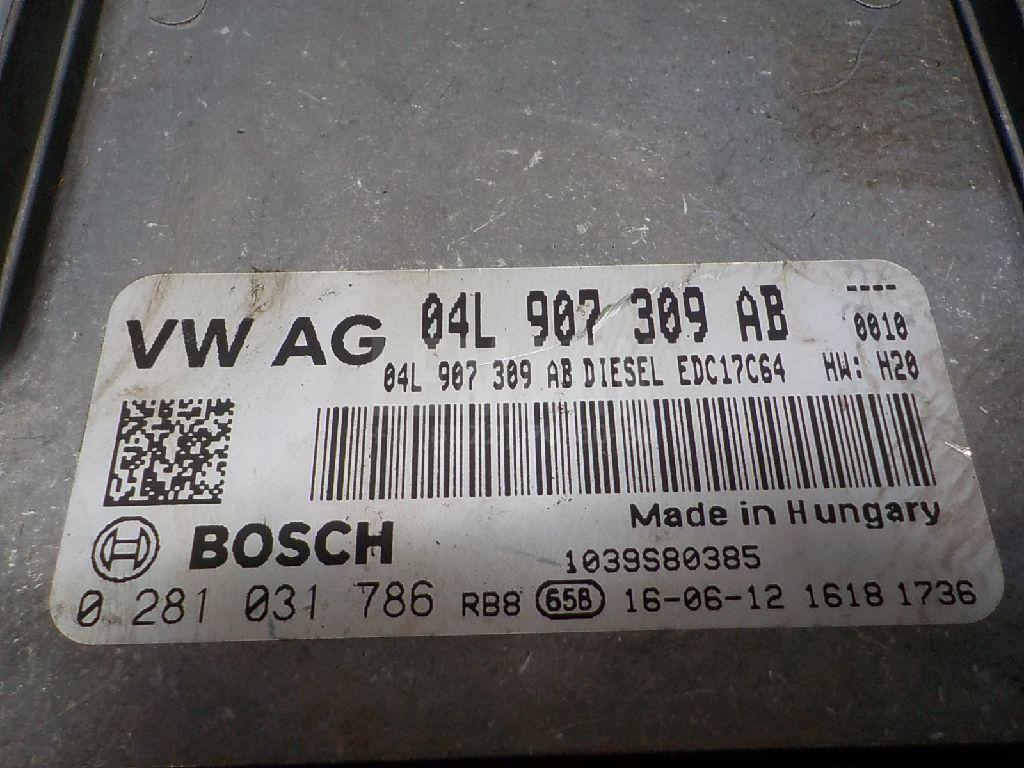 VW AG 04L 907 309 AB ----
0010
04L 907 309 AB DIESEL EDC17C64 HW: H20
Made in Hungary
BOSCH 1039S80385
0 281 031 786 RB8 658 16-06-12 1618 1736